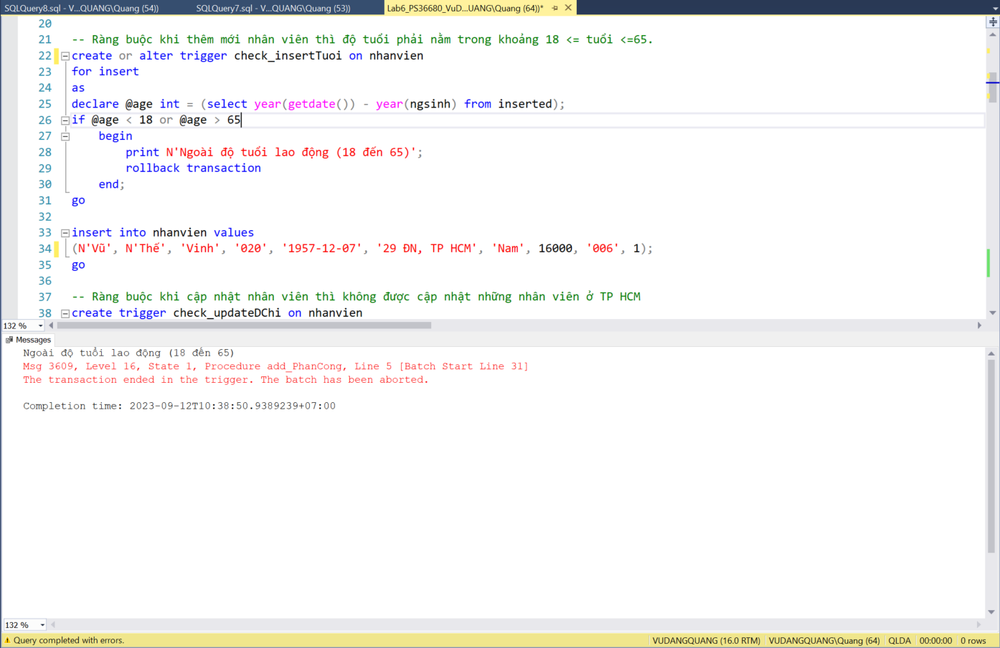 SQLQuery8.sql - V...QUANG\Quang (54))
SQLQuery7.sql - V...QUANG\Quang (53))
Lab6_PS36680_VuD...UANG\Quang (64))*
20
21 -- Ràng buộc khi thêm mới nhân viên thì độ tuổi phải nằm trong khoảng 18 <= tuổi <=65.
22 create or alter trigger check_insertTuoi on nhanvien
23 for insert
24 as
25 declare @age int = (select year(getdate()) - year(ngsinh) from inserted);
26 if @age < 18 or @age > 65
27 begin
28 print N'Ngoài độ tuổi lao động (18 đến 65)';
29 rollback transaction
30 end;
31 go
32
33 insert into nhanvien values
34 (N'Vũ', N'Thế', 'Vinh', '020', '1957-12-07', '29 ĐN, TP HCM', 'Nam', 16000, '006', 1);
35 go
36
37 -- Ràng buộc khi cập nhật nhân viên thì không được cập nhật những nhân viên ở TP HCM
38 create trigger check_updateDChi on nhanvien
132 %
Messages
Ngoài độ tuổi lao động (18 đến 65)
Msg 3609, Level 16, State 1, Procedure add_PhanCong, Line 5 [Batch Start Line 31]
The transaction ended in the trigger. The batch has been aborted.
Completion time: 2023-09-12T10:38:50.9389239+07:00
132 %
Query completed with errors.
VUDANGQUANG (16.0 RTM)
VUDANGQUANG\Quang (64)
QLDA
00:00:00
0 rows